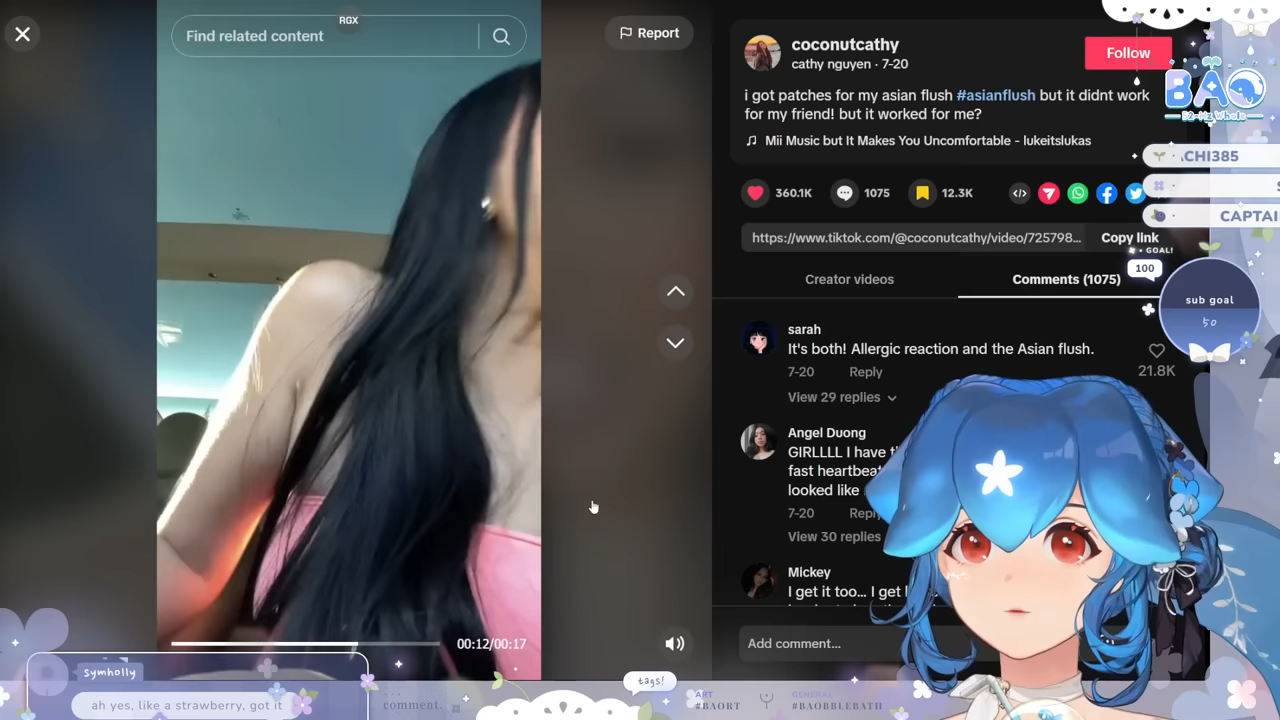 RGX
Find related content
Report
coconutcathy
cathy nguyen · 7-20
Follow
i got patches for my asian flush #asianflush but it didnt work
for my friend! but it worked for me?
Mii Music but It Makes You Uncomfortable - lukeitslukas
BAO
52-Hz Whale
CHI385
S
CAPTAI
360.1K
1075
12.3K
https://www.tiktok.com/@coconutcathy/video/725798...
Copy link
GOAL!
100
sub goal
50
Creator videos
Comments (1075)
sarah
It's both! Allergic reaction and the Asian flush.
7-20
Reply
21.8K
View 29 replies
Angel Duong
GIRLLLL I have
fast heartbeat
looked like
7-20
View 30 replies
Mickey
I get it too... I get
Add comment...
00:12/00:17
symholly
ah yes, like a strawberry, got it
comment.
tags!
ART
#BAORT
GENERAL
#BAOBBLEBATH